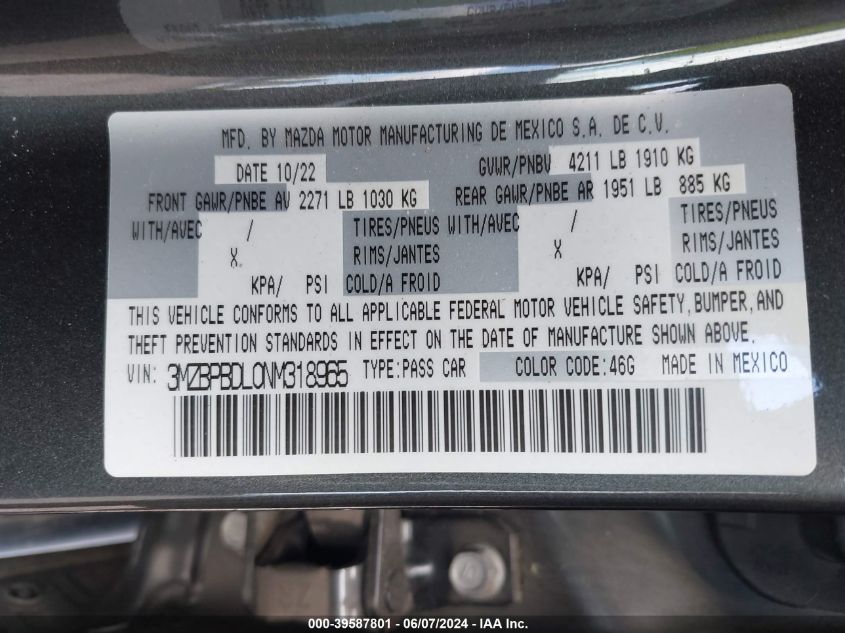 MFD. BY MAZDA MOTOR MANUFACTURING DE MEXICO S.A. DE C.V.
DATE 10/22 GVWR/PNBV 4211 LB 1910 KG
FRONT GAWR/PNBE AV 2271 LB 1030 KG REAR GAWR/PNBE AR 1951 LB 885 KG
WITH/AVEC / TIRES/PNEUS WITH/AVEC / TIRES/PNEUS
X RIMS/JANTES X RIMS/JANTES
KPA/ PSI COLD/A FROID KPA/ PSI COLD/A FROID
THIS VEHICLE CONFORMS TO ALL APPLICABLE FEDERAL MOTOR VEHICLE SAFETY, BUMPER, AND
THEFT PREVENTION STANDARDS IN EFFECT ON THE DATE OF MANUFACTURE SHOWN ABOVE.
VIN: 3MZBPBDL0NM318965 TYPE:PASS CAR COLOR CODE:46G MADE IN MEXICO
000-39587801 - 06/07/2024 - IAA Inc.